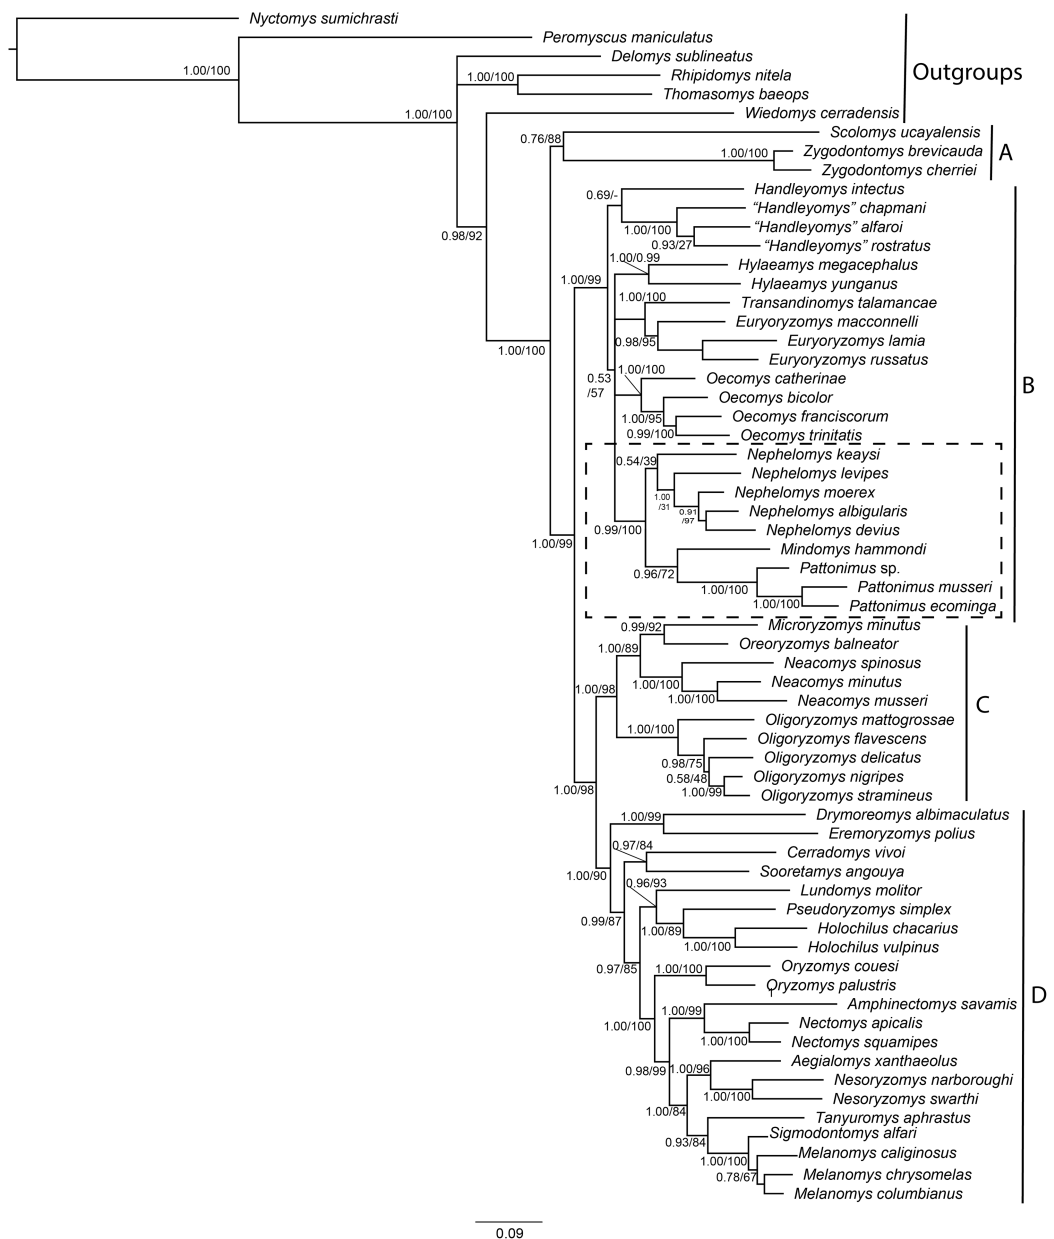 Nyctomys sumichrasti
Peromyscus maniculatus
Delomys sublineatus
1.00/100
1.00/100 Rhipidomys nitela
Outgroups
Thomasomys baeops
1.00/100 Wiedomys cerradensis
0.76/88 Scolomys ucayalensis
1.00/100 Zygodontomys brevicauda
A
Zygodontomys cherriei
0.69/- Handleyomys intectus
“Handleyomys” chapmani
1.00/100 “Handleyomys” alfaroi
0.98/92 0.93/27 “Handleyomys” rostratus
1.00/0.99 Hylaeamys megacephalus
1.00/99 Hylaeamys yunganus
1.00/100 Transandinomys talamancae
Euryoryzomys macconnelli
1.00/100 0.98/95 Euryoryzomys lamia
Euryoryzomys russatus
1.00/100
0.53
/57
Oecomys catherinae
B
Oecomys bicolor
1.00/95 Oecomys franciscorum
0.99/100 Oecomys trinitatis
0.54/39 Nephelomys keaysi
Nephelomys levipes
1.00
/31
Nephelomys moerex
0.91
/97
Nephelomys albigularis
0.99/100 Nephelomys devius
1.00/99 Mindomys hammondi
0.96/72 Pattonimus sp.
1.00/100 Pattonimus musseri
1.00/100 Pattonimus ecominga
0.99/92 Microryzomys minutus
1.00/89 Oreoryzomys balneator
Neacomys spinosus
1.00/98 1.00/100 Neacomys minutus
1.00/100 Neacomys musseri
C
Oligoryzomys mattogrossae
1.00/100 Oligoryzomys flavescens
0.98/75 Oligoryzomys delicatus
0.58/48 Oligoryzomys nigripes
1.00/98 1.00/99 Oligoryzomys stramineus
1.00/99 Drymoreomys albimaculatus
Eremoryzomys polius
0.97/84 Cerradomys vivoi
1.00/90 Sooretamys angouya
0.96/93 Lundomys molitor
0.99/87 Pseudoryzomys simplex
1.00/89 Holochilus chacarius
1.00/100 Holochilus vulpinus
0.97/85 1.00/100 Oryzomys couesi
Oryzomys palustris
D
Amphinectomys savamis
1.00/100 1.00/99 Nectomys apicalis
1.00/100 Nectomys squamipes
0.98/99 1.00/96 Aegialomys xanthaeolus
Nesoryzomys narboroughi
1.00/84 1.00/100 Nesoryzomys swarthi
Tanyuromys aphrastus
0.93/84 Sigmodontomys alfari
1.00/100 Melanomys caliginosus
0.78/67 Melanomys chrysomelas
Melanomys columbianus
0.09